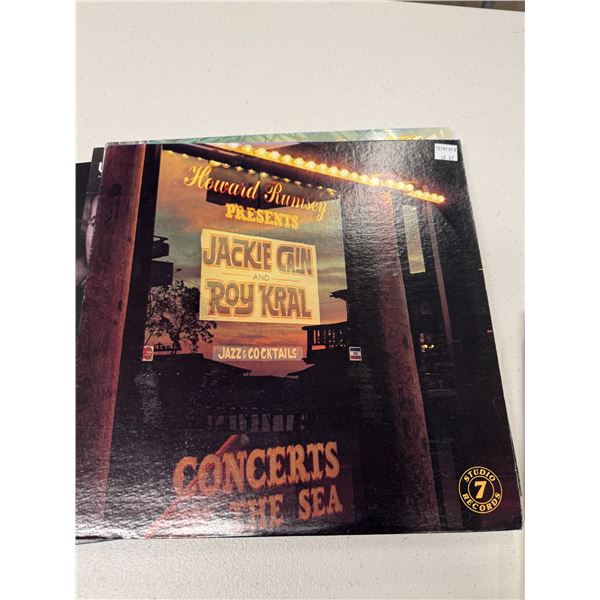 Howard Rumsey
PRESENTS
JACKIE CAIN
AND
ROY KRAL
JAZZ & COCKTAILS
CONCERTS
THE SEA
STUDIO
7
RECORDS